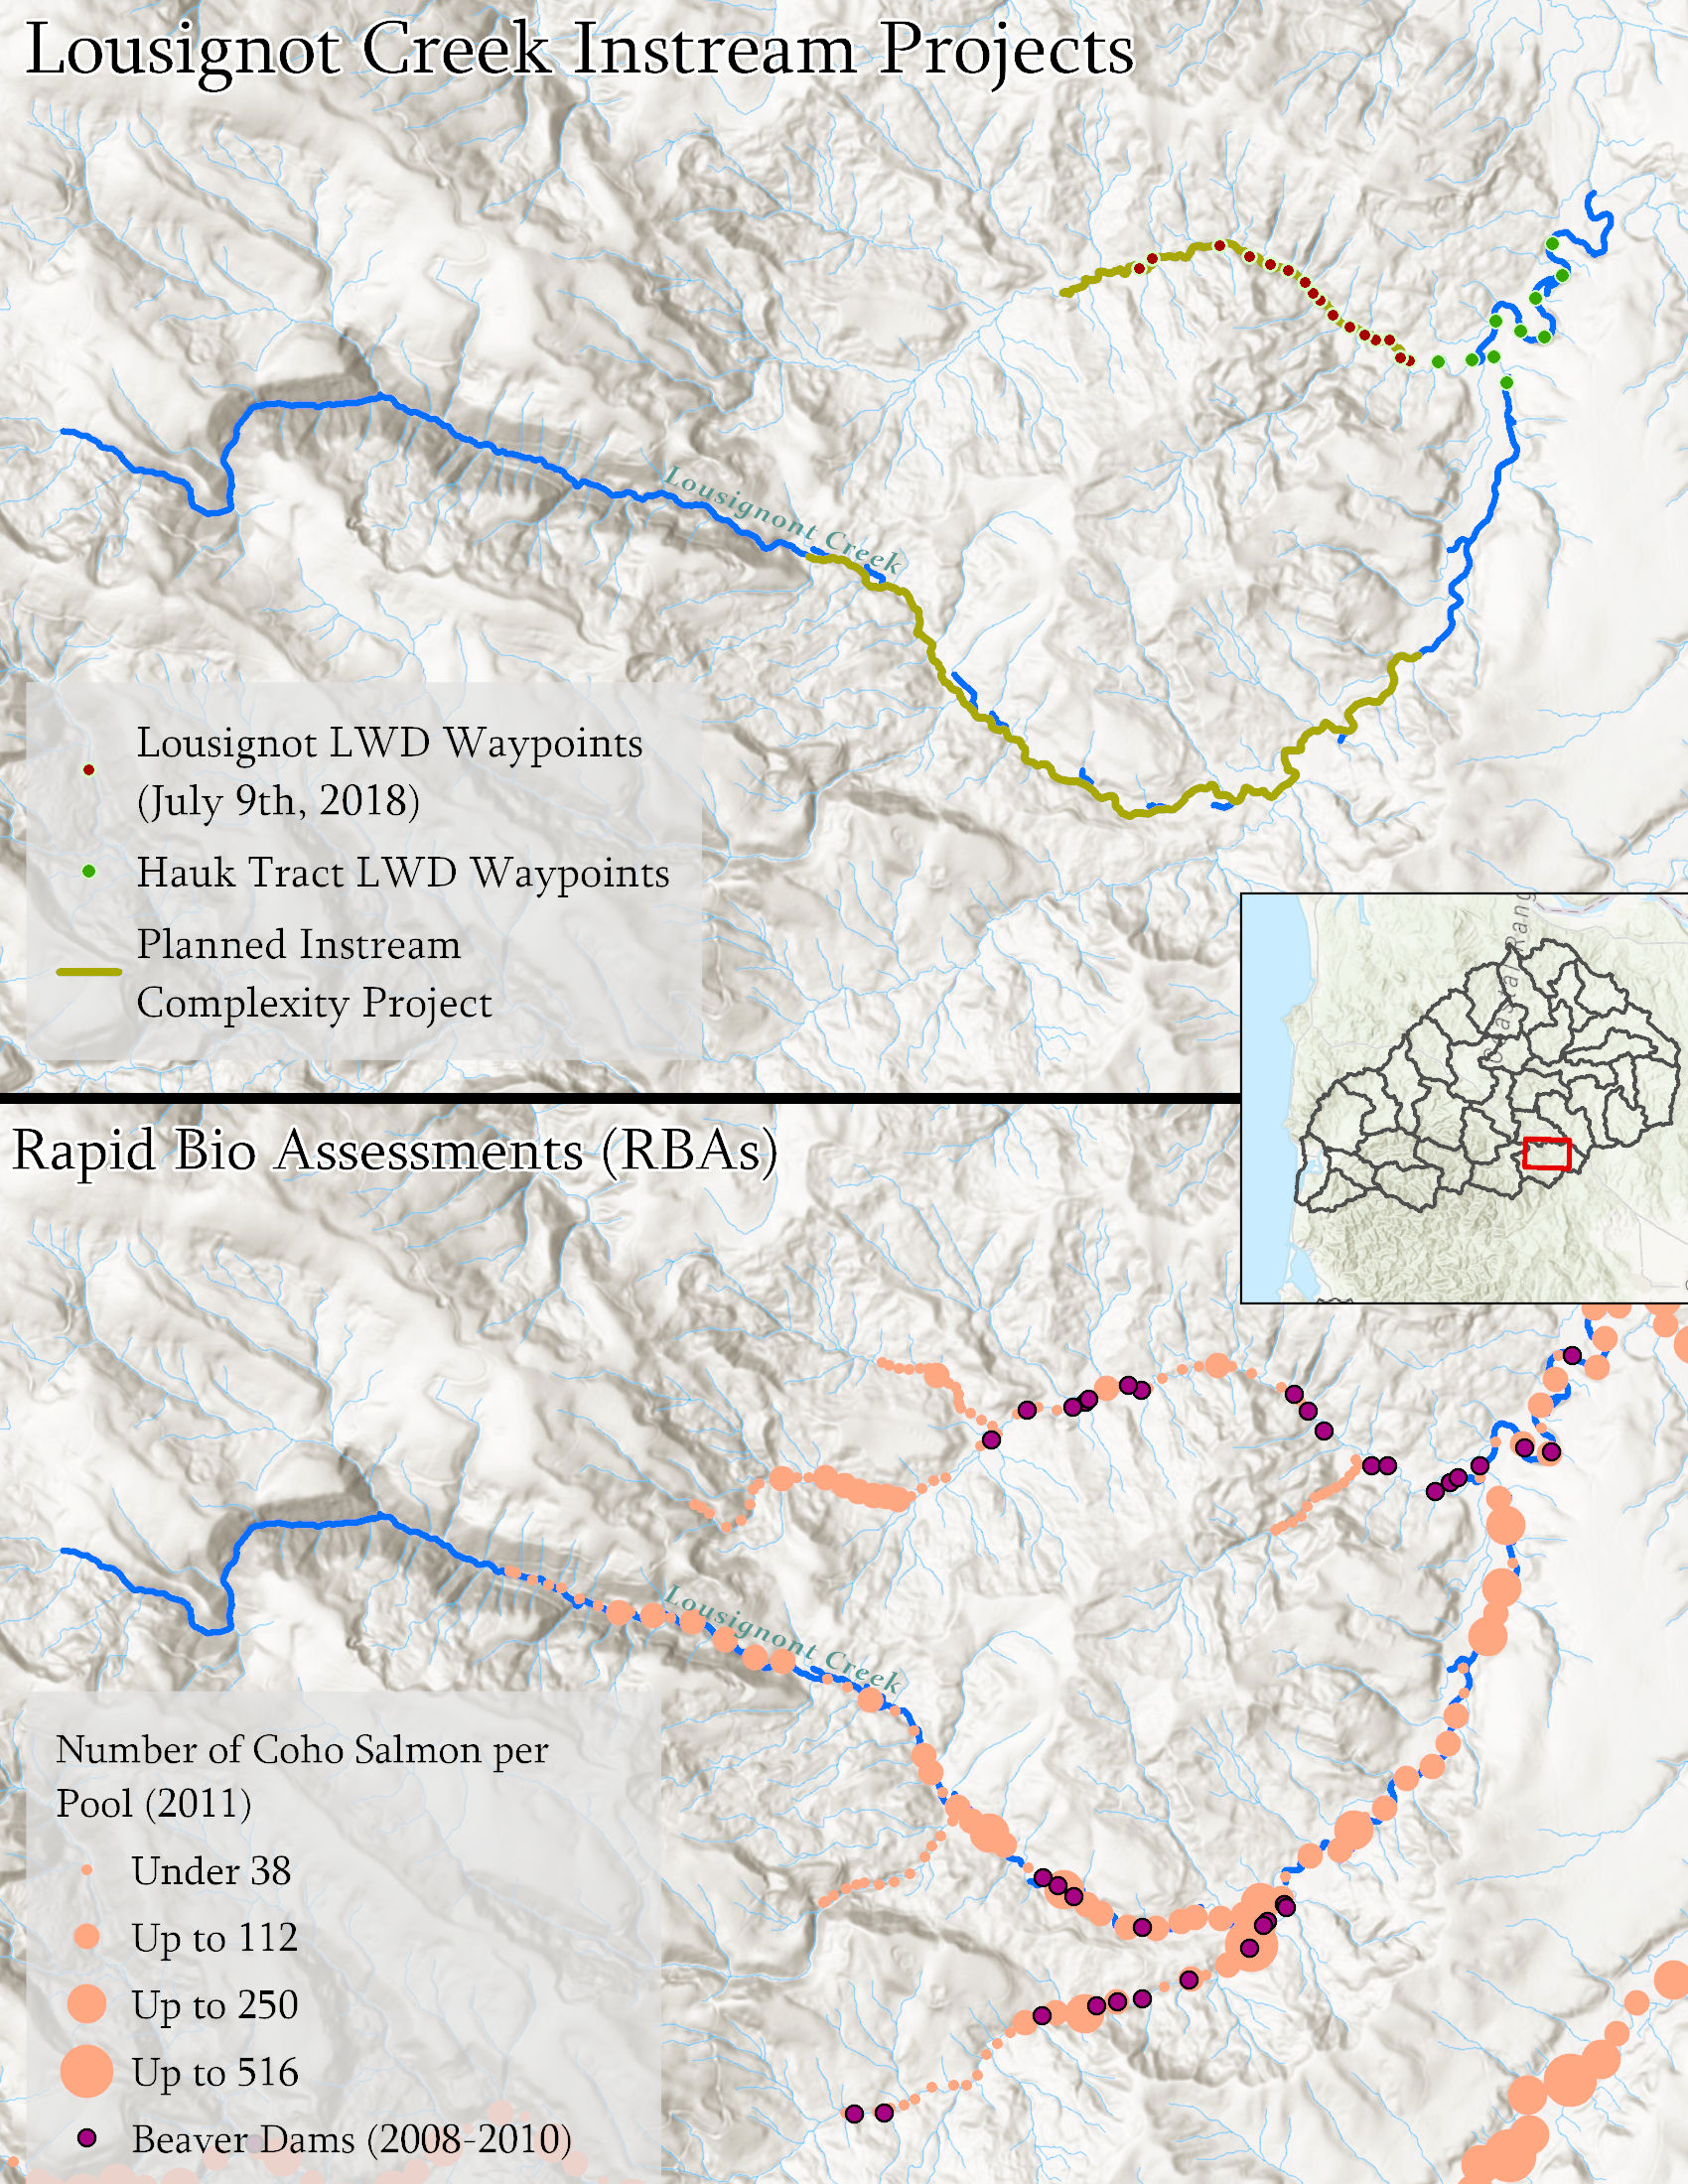 Lousignot Creek Instream Projects
Lousignont Creek
Lousignot LWD Waypoints
(July 9th, 2018)
Hauk Tract LWD Waypoints
Planned Instream
Complexity Project
Rapid Bio Assessments (RBAs)
Lousignont Creek
Number of Coho Salmon per
Pool (2011)
Under 38
Up to 112
Up to 250
Up to 516
Beaver Dams (2008-2010)